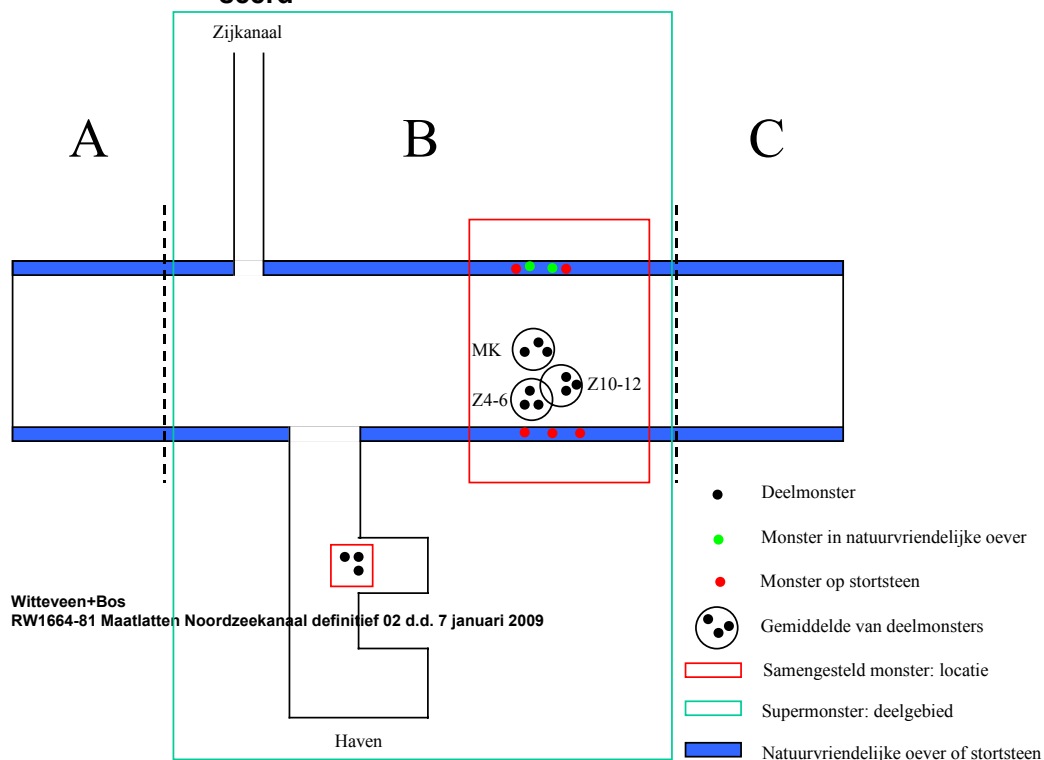 Zijkanaal
A
B
C
MK
Z10-12
Z4-6
Deelmonster
Monster in natuurvriendelijke oever
Monster op stortsteen
Witteveen+Bos
RW1664-81 Maatlatten Noordzeekanaal definitief 02 d.d. 7 januari 2009
Gemiddelde van deelmonsters
Samengesteld monster: locatie
Supermonster: deelgebied
Haven
Natuurvriendelijke oever of stortsteen